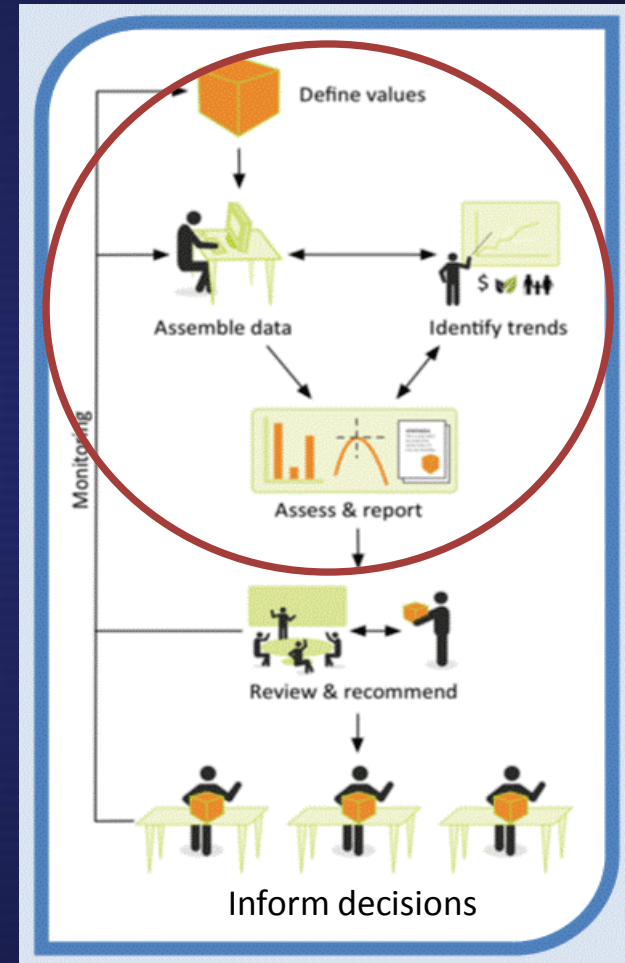 Define values
Assemble data
Identify trends
$
Monitoring
Assess & report
Review & recommend
Inform decisions